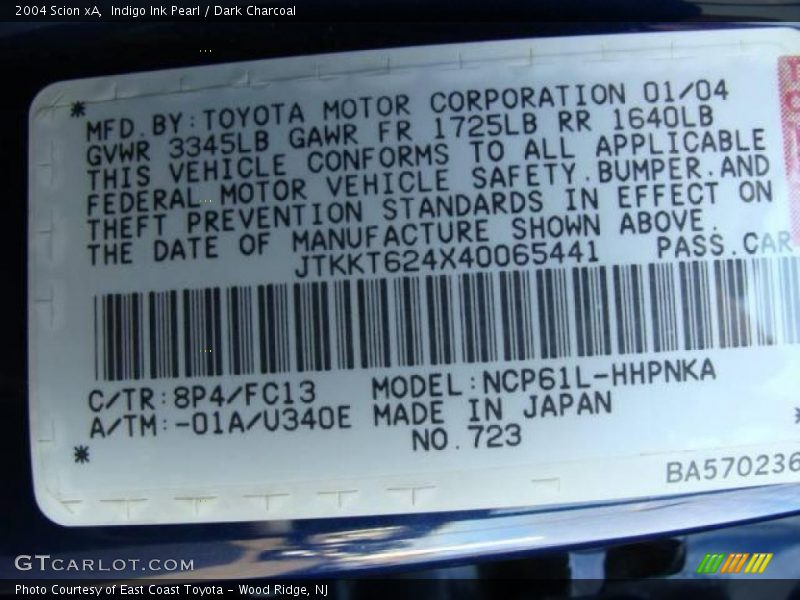 2004 Scion xA,  Indigo Ink Pearl / Dark Charcoal
MFD.BY:TOYOTA MOTOR CORPORATION 01/04
GVWR 3345LB GAWR FR 1725LB RR 1640LB
THIS VEHICLE CONFORMS TO ALL APPLICABLE
FEDERAL MOTOR VEHICLE SAFETY.BUMPER.AND
THEFT PREVENTION STANDARDS IN EFFECT ON
THE DATE OF MANUFACTURE SHOWN ABOVE.
JTKKT624X40065441 PASS.CAR
C/TR:8P4/FC13 MODEL:NCP61L-HHPNKA
A/TM:-01A/U340E MADE IN JAPAN
NO.723
BA570236
GTCARLOT.COM
Photo Courtesy of East Coast Toyota – Wood Ridge, NJ